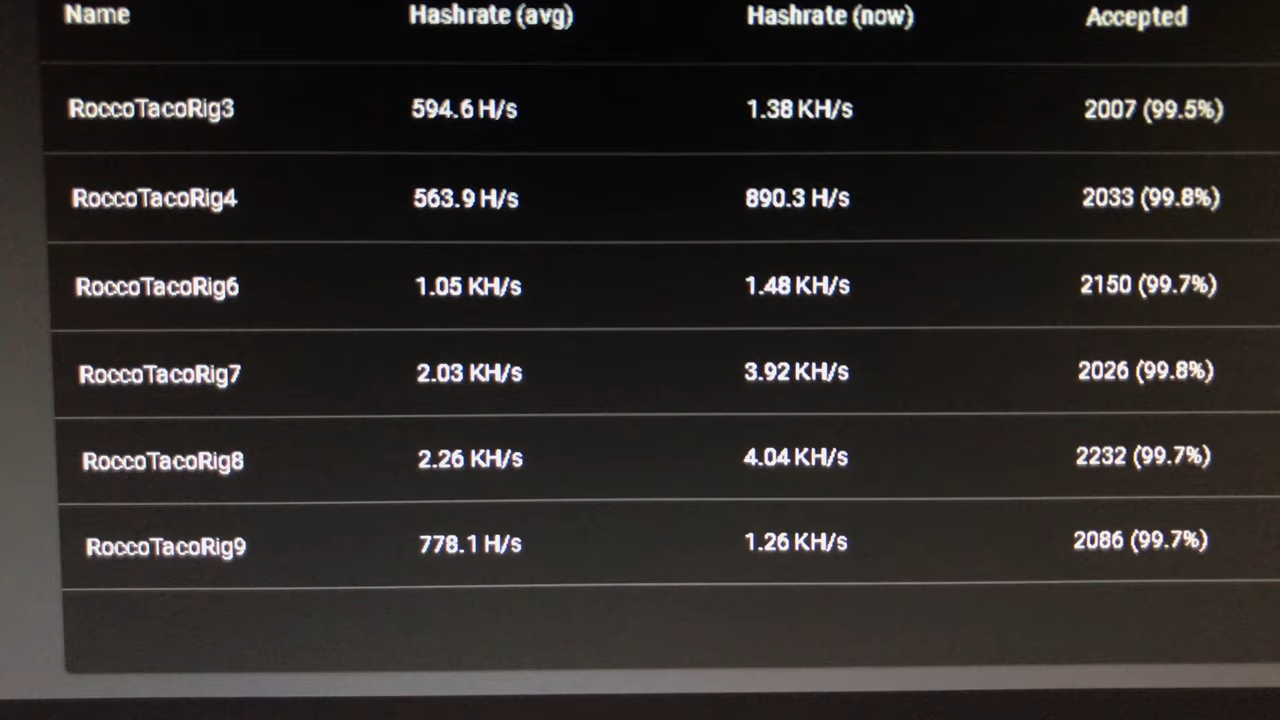 Name Hashrate (avg) Hashrate (now) Accepted
RoccoTacoRig3 594.6 H/s 1.38 KH/s 2007 (99.5%)
RoccoTacoRig4 563.9 H/s 890.3 H/s 2033 (99.8%)
RoccoTacoRig6 1.05 KH/s 1.48 KH/s 2150 (99.7%)
RoccoTacoRig7 2.03 KH/s 3.92 KH/s 2026 (99.8%)
RoccoTacoRig8 2.26 KH/s 4.04 KH/s 2232 (99.7%)
RoccoTacoRig9 778.1 H/s 1.26 KH/s 2086 (99.7%)